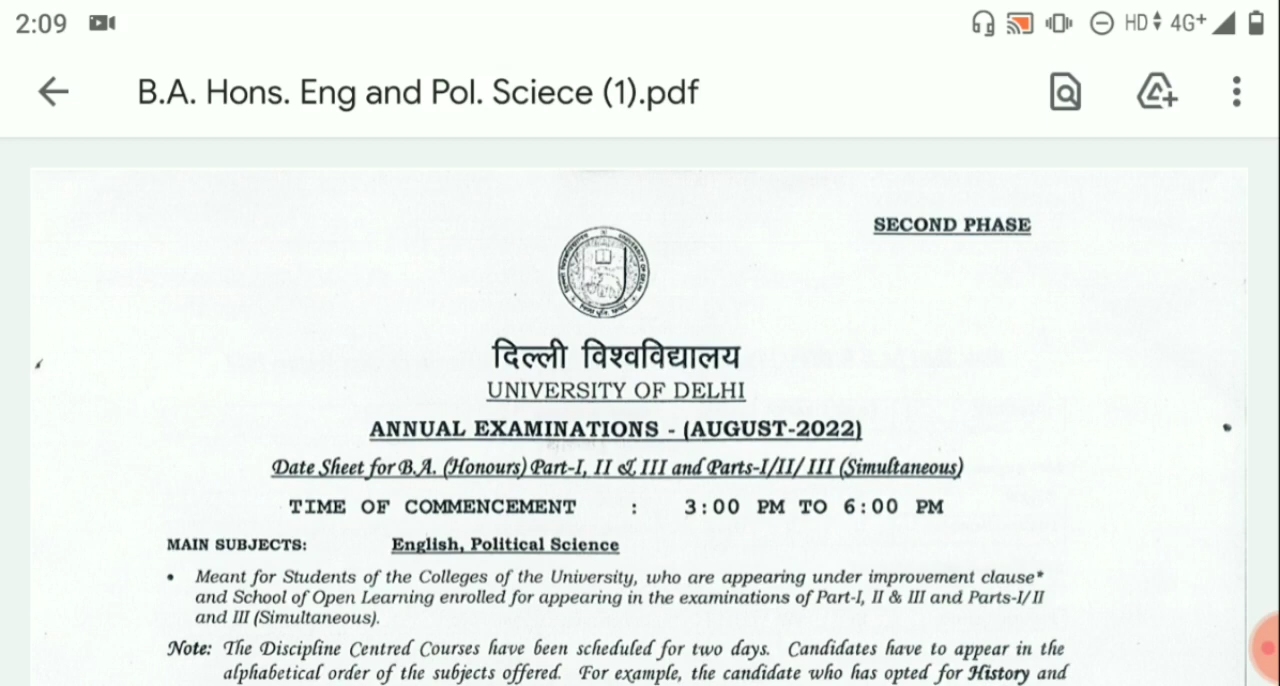 2:09 HD 4G+
B.A. Hons. Eng and Pol. Sciece (1).pdf
SECOND PHASE
दिल्ली विश्वविद्यालय
UNIVERSITY OF DELHI
ANNUAL EXAMINATIONS - (AUGUST-2022)
Date Sheet for B.A. (Honours) Part-I, II & III and Parts-I/II/ III (Simultaneous)
TIME OF COMMENCEMENT : 3:00 PM TO 6:00 PM
MAIN SUBJECTS: English, Political Science
• Meant for Students of the Colleges of the University, who are appearing under improvement clause*
and School of Open Learning enrolled for appearing in the examinations of Part-I, II & III and Parts-I/II
and III (Simultaneous).
Note: The Discipline Centred Courses have been scheduled for two days. Candidates have to appear in the
alphabetical order of the subjects offered. For example, the candidate who has opted for History and